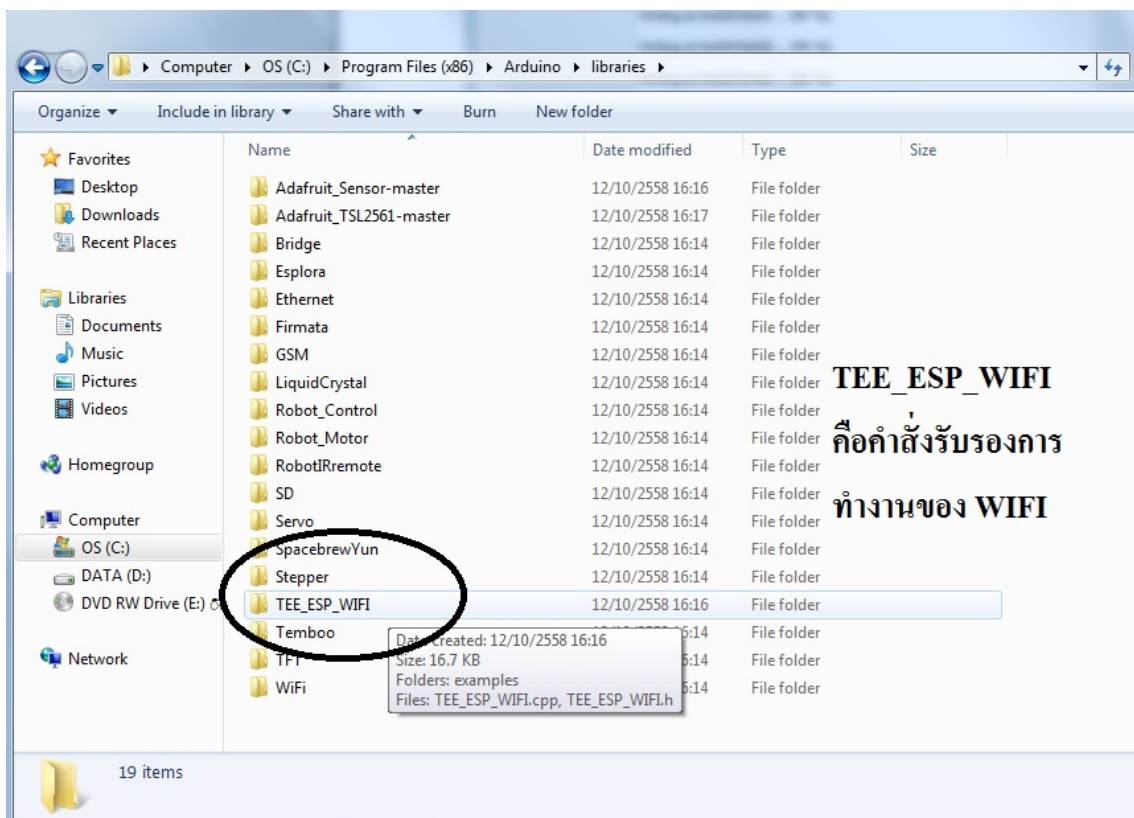 Computer ▸ OS (C:) ▸ Program Files (x86) ▸ Arduino ▸ libraries ▸
Organize Include in library Share with Burn New folder
Favorites
Desktop
Downloads
Recent Places
Libraries
Documents
Music
Pictures
Videos
Homegroup
Computer
OS (C:)
DATA (D:)
DVD RW Drive (E:)
Network
Name Date modified Type Size
Adafruit_Sensor-master 12/10/2558 16:16 File folder
Adafruit_TSL2561-master 12/10/2558 16:17 File folder
Bridge 12/10/2558 16:14 File folder
Esplora 12/10/2558 16:14 File folder
Ethernet 12/10/2558 16:14 File folder
Firmata 12/10/2558 16:14 File folder
GSM 12/10/2558 16:14 File folder
LiquidCrystal 12/10/2558 16:14 File folder
Robot_Control 12/10/2558 16:14 File folder
Robot_Motor 12/10/2558 16:14 File folder
RobotIRremote 12/10/2558 16:14 File folder
SD 12/10/2558 16:14 File folder
Servo 12/10/2558 16:14 File folder
SpacebrewYun 12/10/2558 16:14 File folder
Stepper 12/10/2558 16:14 File folder
TEE_ESP_WIFI 12/10/2558 16:16 File folder
Temboo File folder
TFT File folder
WiFi File folder
Date created: 12/10/2558 16:16
Size: 16.7 KB
Folders: examples
Files: TEE_ESP_WIFI.cpp, TEE_ESP_WIFI.h
TEE_ESP_WIFI
คือคำสั่งรับรองการ
ทำงานของ WIFI
19 items